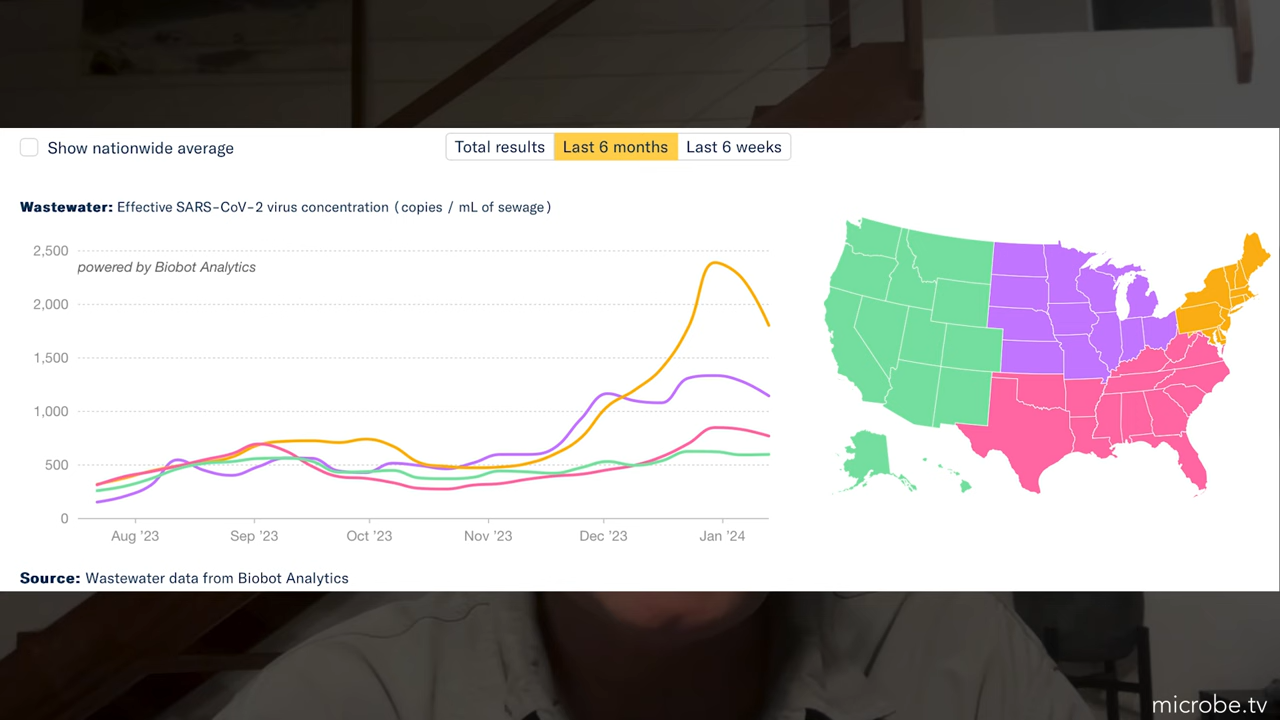 Show nationwide average
Total results Last 6 months Last 6 weeks
Wastewater: Effective SARS-CoV-2 virus concentration (copies / mL of sewage)
2,500
powered by Biobot Analytics
2,000
1,500
1,000
500
0
Aug '23 Sep '23 Oct '23 Nov '23 Dec '23 Jan '24
Source: Wastewater data from Biobot Analytics
microbe.tv